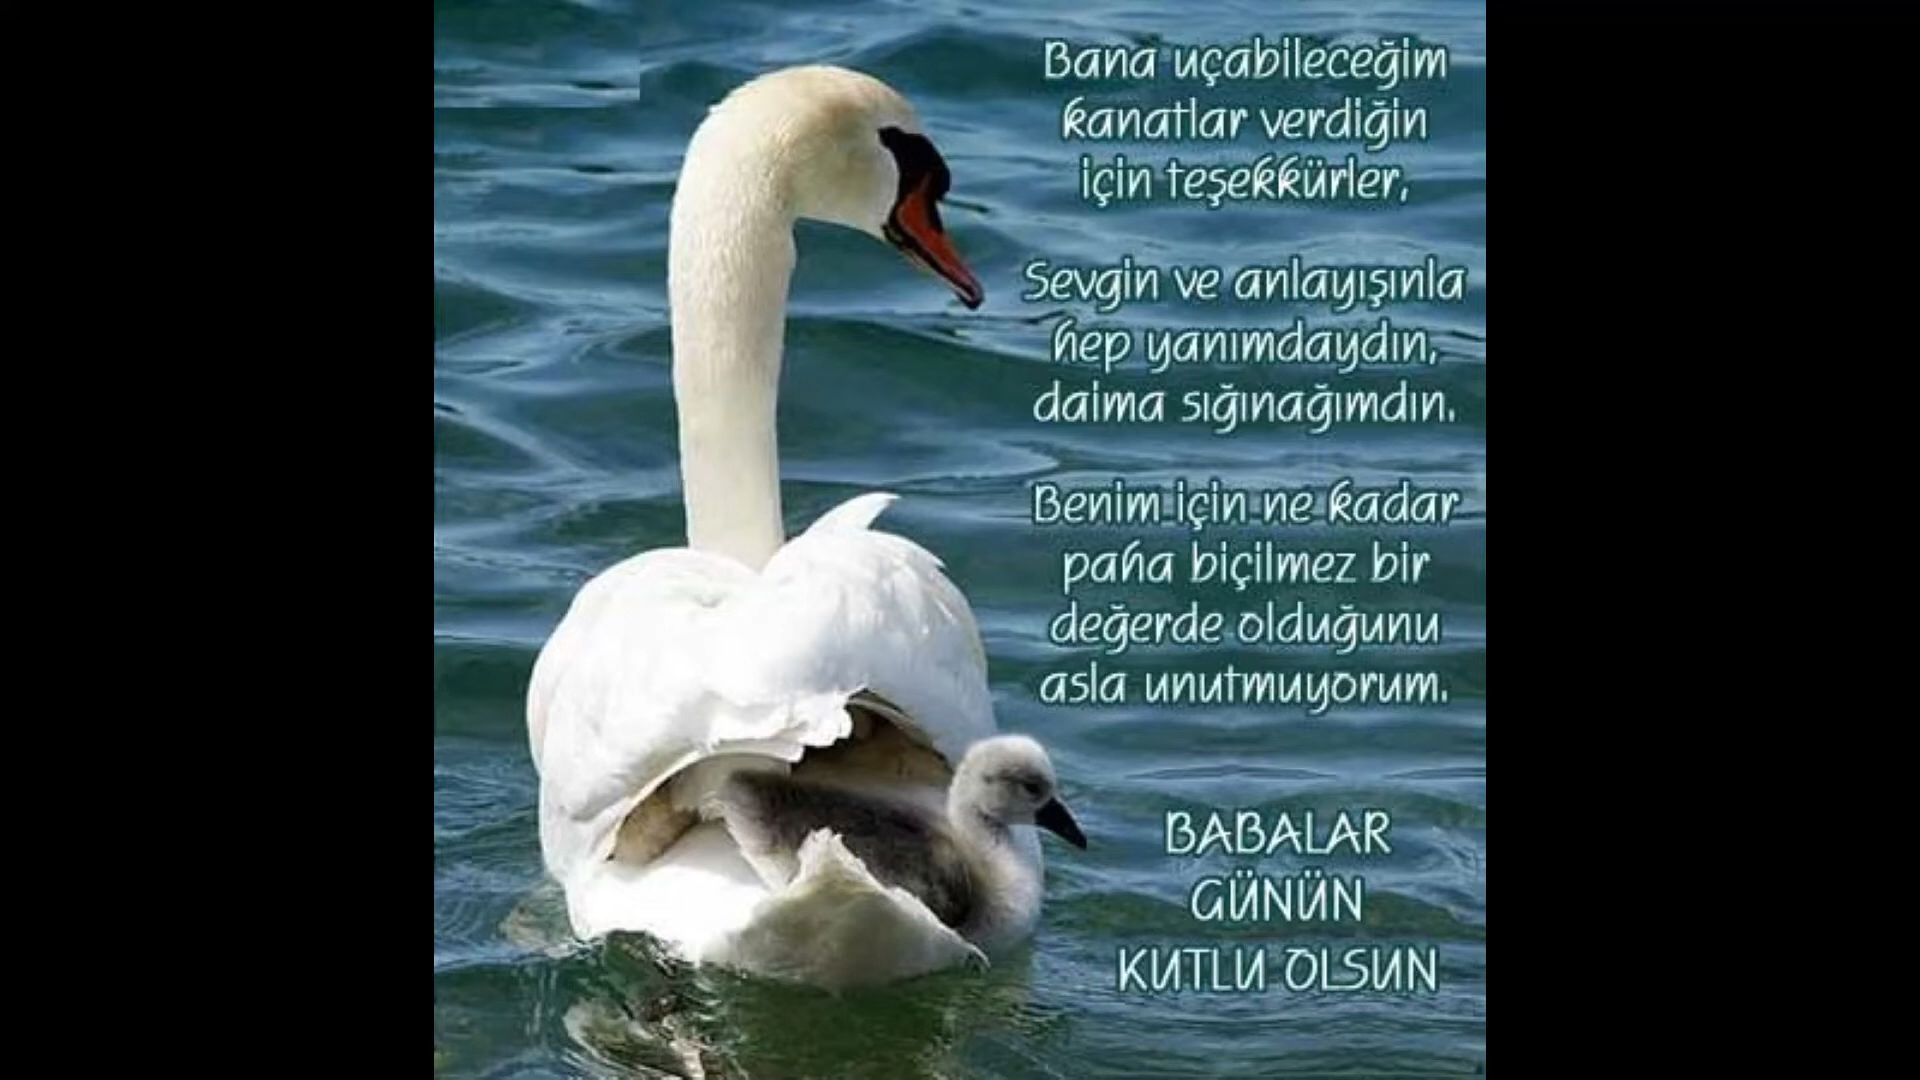 Bana uçabileceğim
kanatlar verdiğin
için teşekkürler,
Sevgin ve anlayışınla
hep yanımdaydın,
daima sığınağımdın.
Benim için ne kadar
paha biçilmez bir
değerde olduğunu
asla unutmuyorum.
BABALAR
GÜNÜN
KUTLU OLSUN